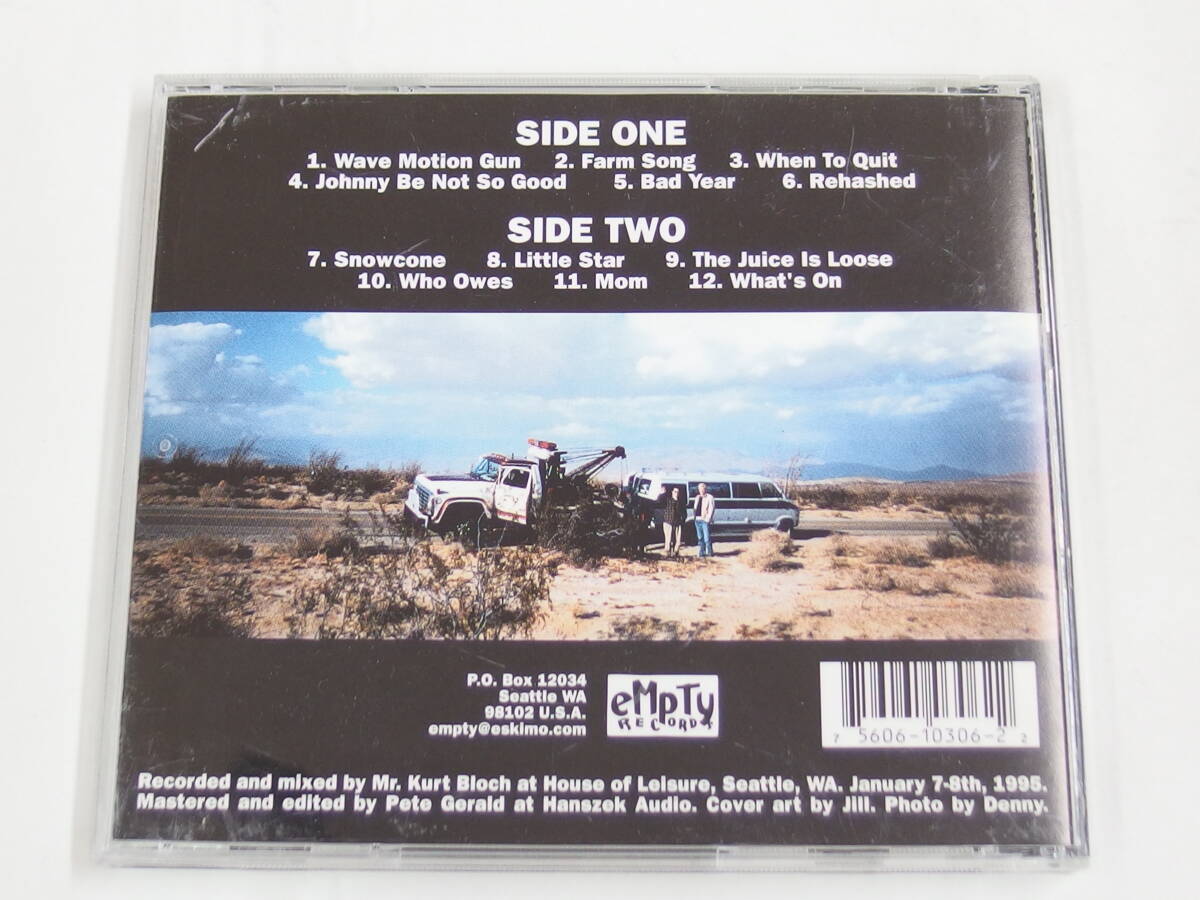 SIDE ONE
1. Wave Motion Gun 2. Farm Song 3. When To Quit
4. Johnny Be Not So Good 5. Bad Year 6. Rehashed
SIDE TWO
7. Snowcone 8. Little Star 9. The Juice Is Loose
10. Who Owes 11. Mom 12. What's On
P.O. Box 12034
Seattle WA
98102 U.S.A.
empty@eskimo.com
eMpTy
RECORDS
7 5606-10306-2 2
Recorded and mixed by Mr. Kurt Bloch at House of Leisure, Seattle, WA. January 7-8th, 1995.
Mastered and edited by Pete Gerald at Hanszek Audio. Cover art by Jill. Photo by Denny.